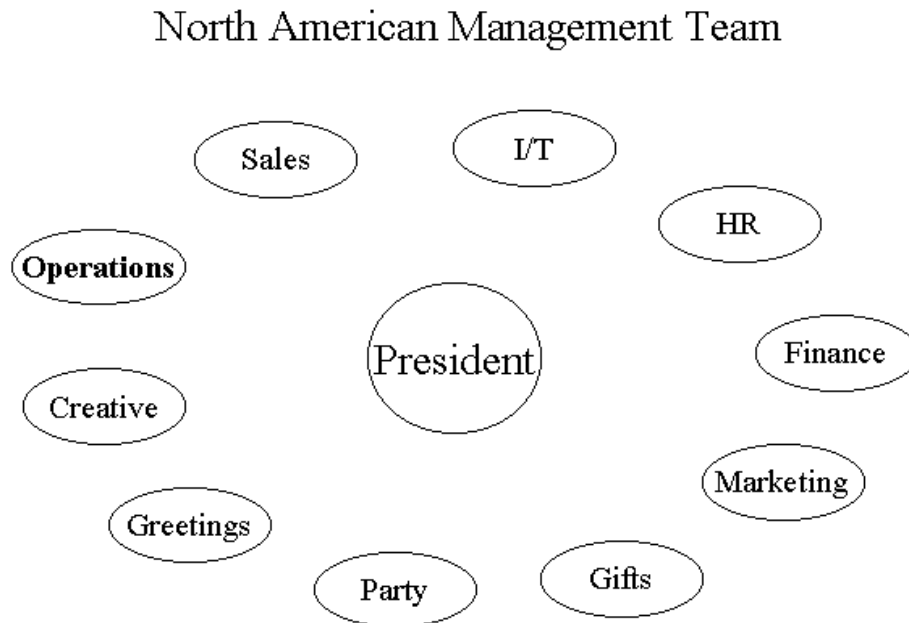 North American Management Team
Sales
I/T
HR
Operations
President
Finance
Creative
Marketing
Greetings
Party
Gifts